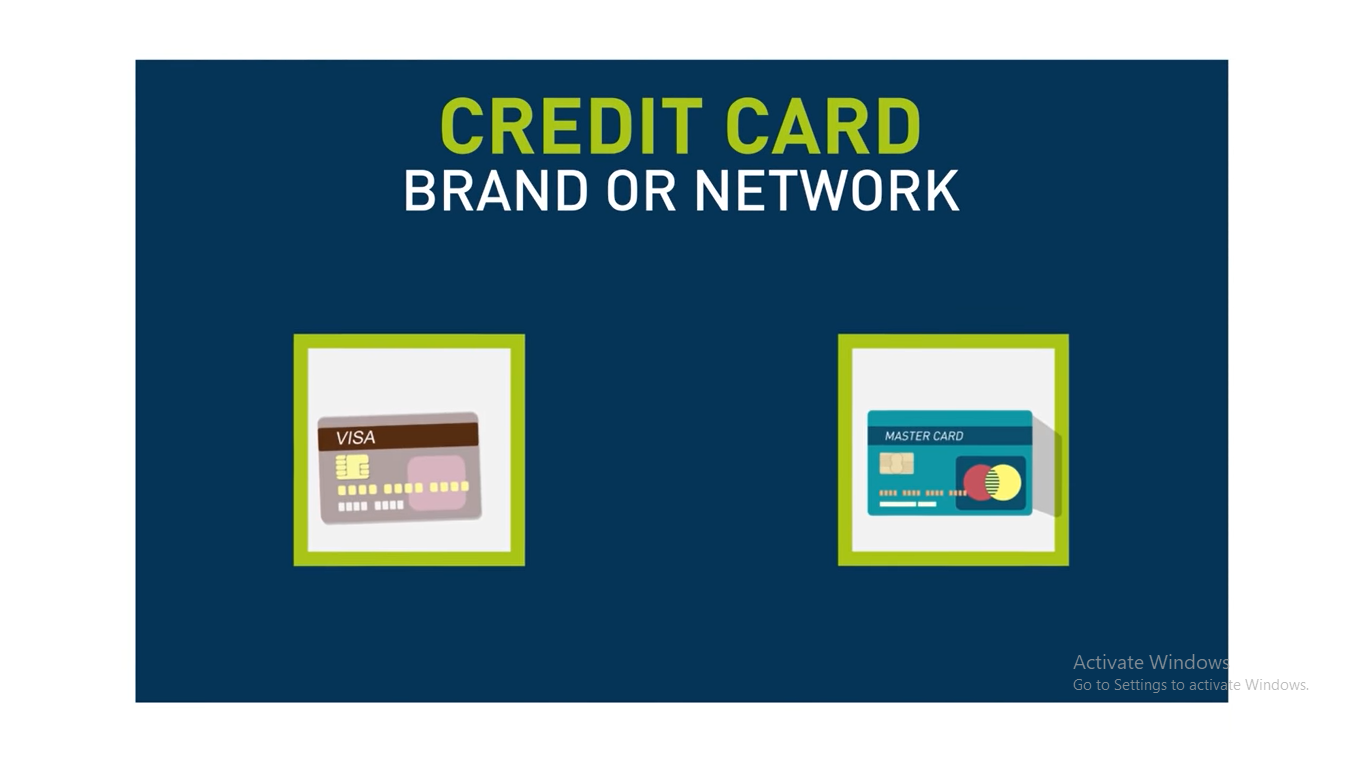 CREDIT CARD
BRAND OR NETWORK
VISA
MASTER CARD
Activate Windows
Go to Settings to activate Windows.